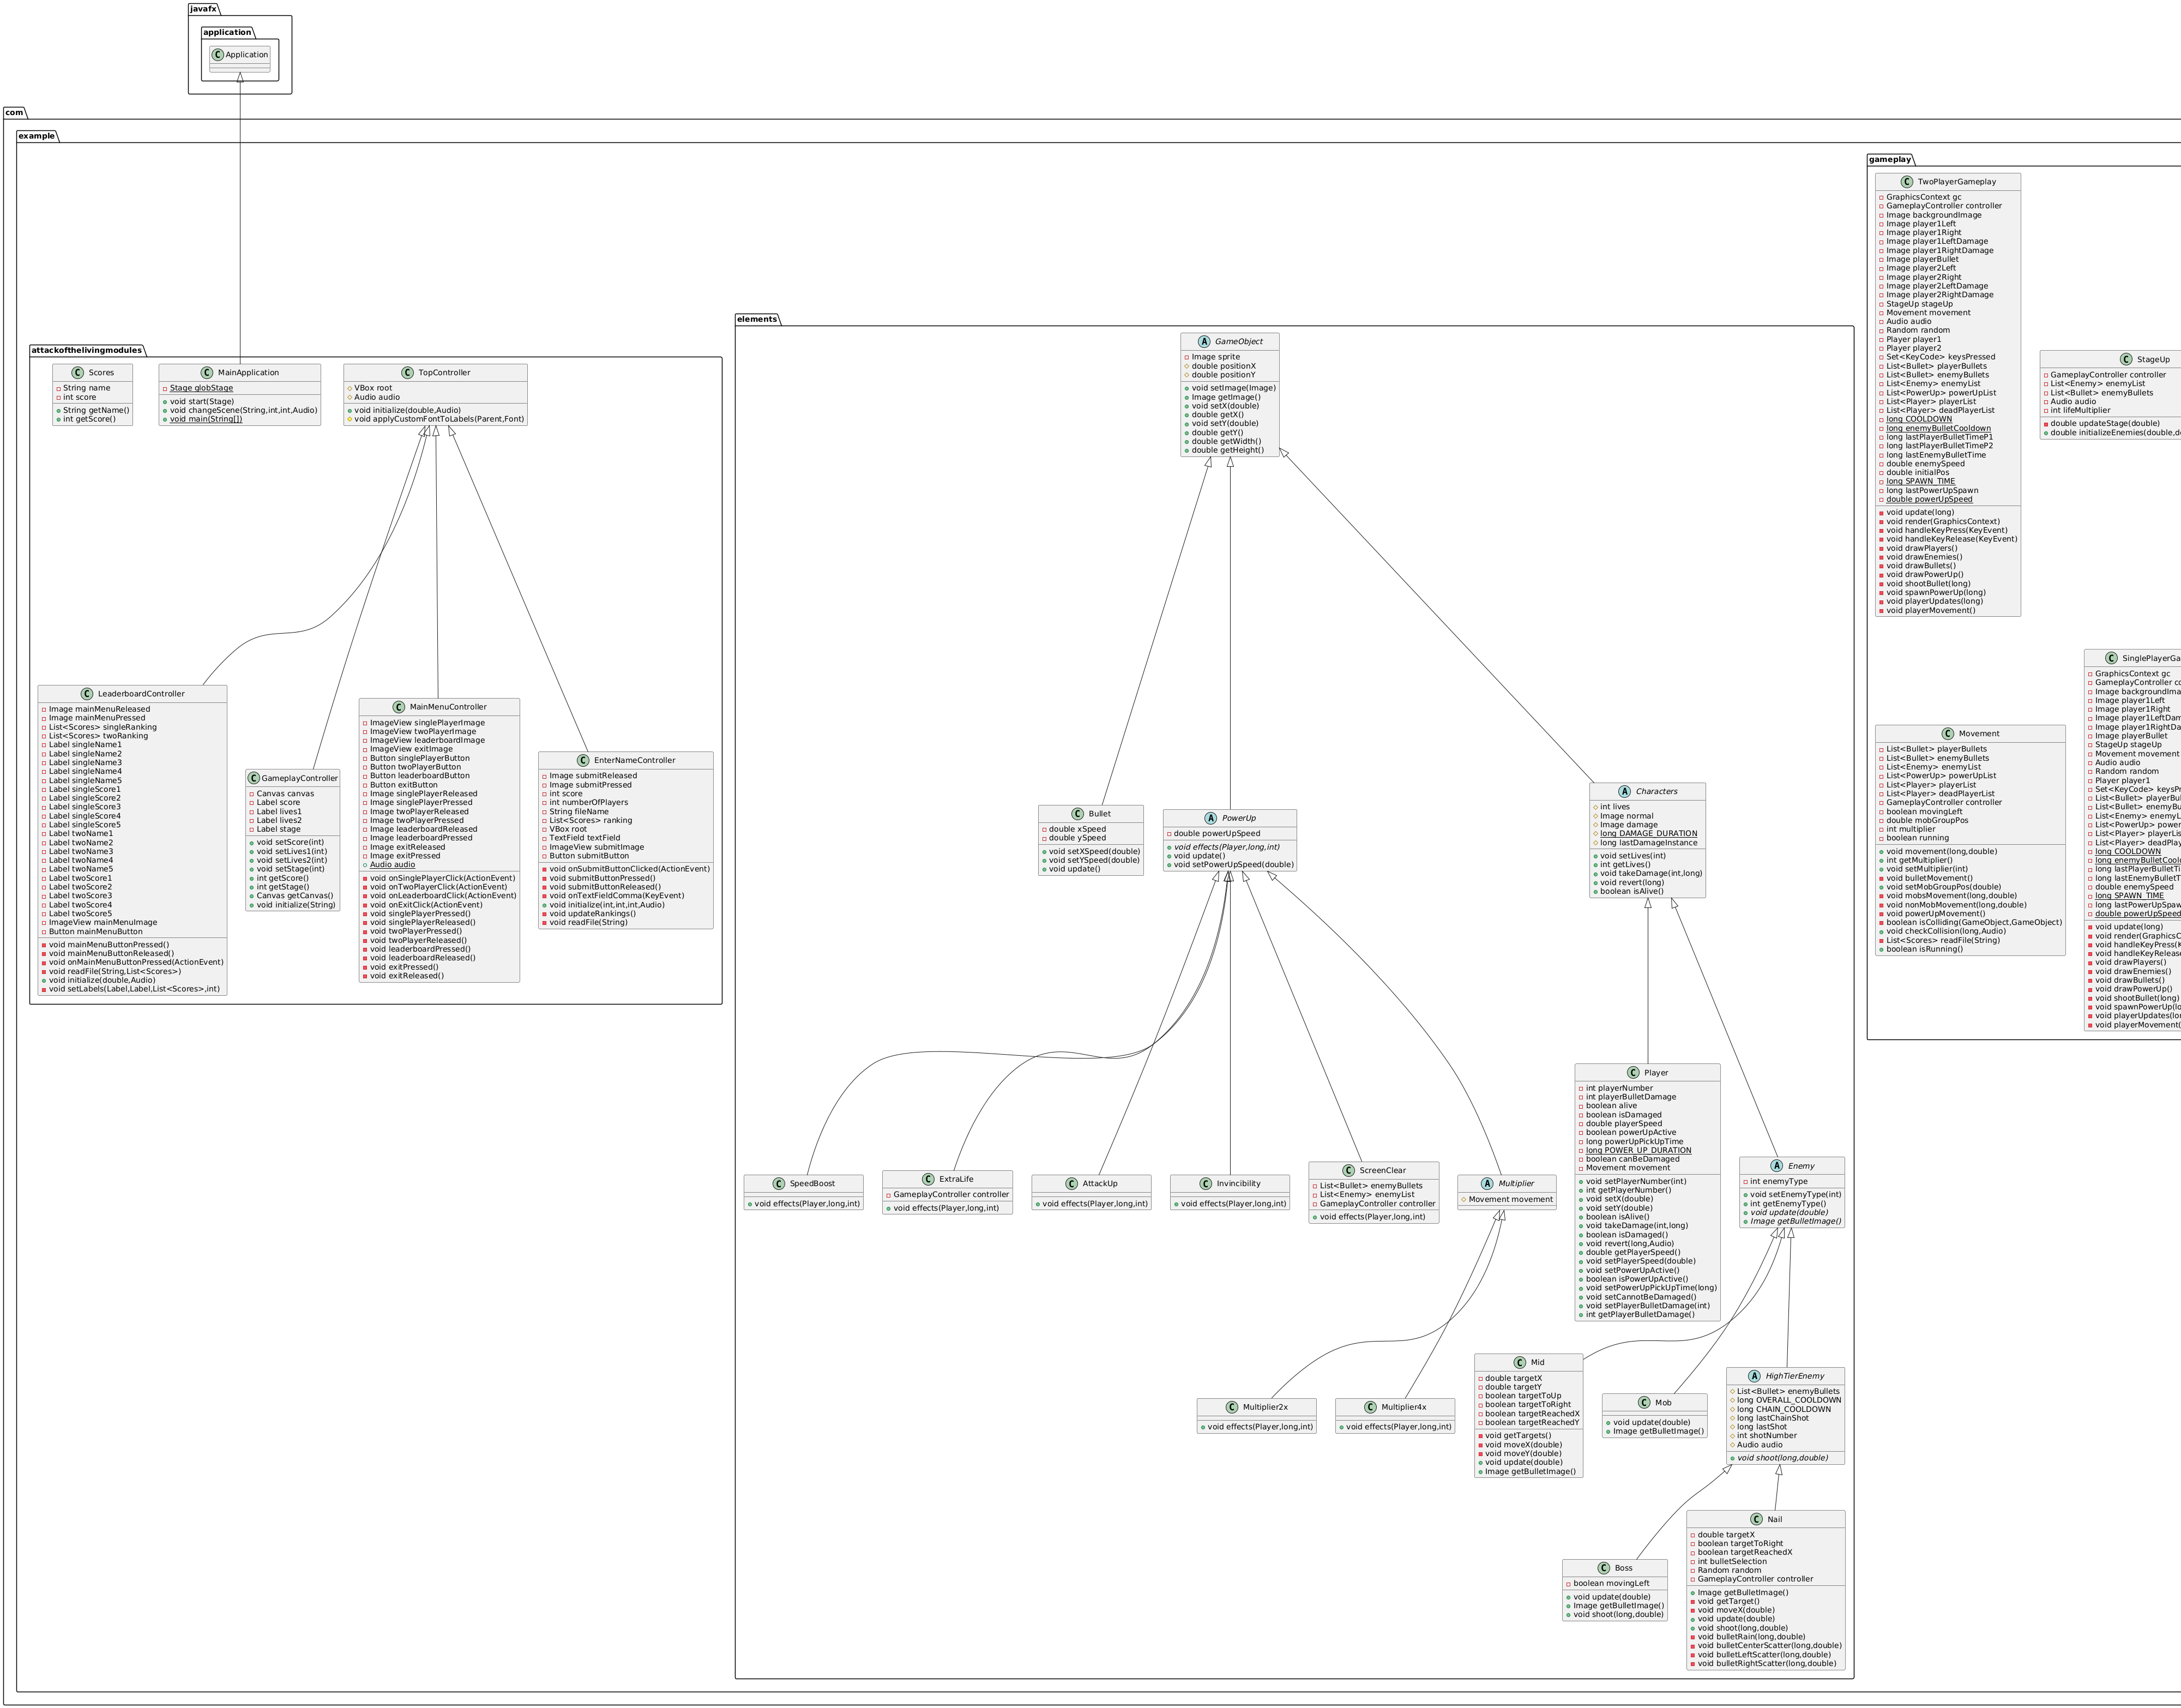 javafx
application
Application
com
example
attackofthelivingmodules
Scores
String name
int score
String getName()
int getScore()
MainApplication
Stage globStage
void start(Stage)
void changeScene(String,int,int,Audio)
void main(String[])
TopController
VBox root
Audio audio
void initialize(double,Audio)
void applyCustomFontToLabels(Parent,Font)
LeaderboardController
Image mainMenuReleased
Image mainMenuPressed
List<Scores> singleRanking
List<Scores> twoRanking
Label singleName1
Label singleName2
Label singleName3
Label singleName4
Label singleName5
Label singleScore1
Label singleScore2
Label singleScore3
Label singleScore4
Label singleScore5
Label twoName1
Label twoName2
Label twoName3
Label twoName4
Label twoName5
Label twoScore1
Label twoScore2
Label twoScore3
Label twoScore4
Label twoScore5
ImageView mainMenuImage
Button mainMenuButton
void mainMenuButtonPressed()
void mainMenuButtonReleased()
void onMainMenuButtonPressed(ActionEvent)
void readFile(String,List<Scores>)
void initialize(double,Audio)
void setLabels(Label,Label,List<Scores>,int)
GameplayController
Canvas canvas
Label score
Label lives1
Label lives2
Label stage
void setScore(int)
void setLives1(int)
void setLives2(int)
void setStage(int)
int getScore()
int getStage()
Canvas getCanvas()
void initialize(String)
MainMenuController
ImageView singlePlayerImage
ImageView twoPlayerImage
ImageView leaderboardImage
ImageView exitImage
Button singlePlayerButton
Button twoPlayerButton
Button leaderboardButton
Button exitButton
Image singlePlayerReleased
Image singlePlayerPressed
Image twoPlayerReleased
Image twoPlayerPressed
Image leaderboardReleased
Image leaderboardPressed
Image exitReleased
Image exitPressed
Audio audio
void onSinglePlayerClick(ActionEvent)
void onTwoPlayerClick(ActionEvent)
void onLeaderboardClick(ActionEvent)
void onExitClick(ActionEvent)
void singlePlayerPressed()
void singlePlayerReleased()
void twoPlayerPressed()
void twoPlayerReleased()
void leaderboardPressed()
void leaderboardReleased()
void exitPressed()
void exitReleased()
EnterNameController
Image submitReleased
Image submitPressed
int score
int numberOfPlayers
String fileName
List<Scores> ranking
VBox root
TextField textField
ImageView submitImage
Button submitButton
void onSubmitButtonClicked(ActionEvent)
void submitButtonPressed()
void submitButtonReleased()
void onTextFieldComma(KeyEvent)
void initialize(int,int,int,Audio)
void updateRankings()
void readFile(String)
elements
GameObject
Image sprite
double positionX
double positionY
void setImage(Image)
Image getImage()
void setX(double)
double getX()
void setY(double)
double getY()
double getWidth()
double getHeight()
Bullet
double xSpeed
double ySpeed
void setXSpeed(double)
void setYSpeed(double)
void update()
PowerUp
double powerUpSpeed
void effects(Player,long,int)
void update()
void setPowerUpSpeed(double)
Characters
int lives
Image normal
Image damage
long DAMAGE_DURATION
long lastDamageInstance
void setLives(int)
int getLives()
void takeDamage(int,long)
void revert(long)
boolean isAlive()
SpeedBoost
void effects(Player,long,int)
ExtraLife
GameplayController controller
void effects(Player,long,int)
AttackUp
void effects(Player,long,int)
Invincibility
void effects(Player,long,int)
ScreenClear
List<Bullet> enemyBullets
List<Enemy> enemyList
GameplayController controller
void effects(Player,long,int)
Multiplier
Movement movement
Player
int playerNumber
int playerBulletDamage
boolean alive
boolean isDamaged
double playerSpeed
boolean powerUpActive
long powerUpPickUpTime
long POWER_UP_DURATION
boolean canBeDamaged
Movement movement
void setPlayerNumber(int)
int getPlayerNumber()
void setX(double)
void setY(double)
boolean isAlive()
void takeDamage(int,long)
boolean isDamaged()
void revert(long,Audio)
double getPlayerSpeed()
void setPlayerSpeed(double)
void setPowerUpActive()
boolean isPowerUpActive()
void setPowerUpPickUpTime(long)
void setCannotBeDamaged()
void setPlayerBulletDamage(int)
int getPlayerBulletDamage()
Enemy
int enemyType
void setEnemyType(int)
int getEnemyType()
void update(double)
Image getBulletImage()
Multiplier2x
void effects(Player,long,int)
Multiplier4x
void effects(Player,long,int)
Mid
double targetX
double targetY
boolean targetToUp
boolean targetToRight
boolean targetReachedX
boolean targetReachedY
void getTargets()
void moveX(double)
void moveY(double)
void update(double)
Image getBulletImage()
Mob
void update(double)
Image getBulletImage()
HighTierEnemy
List<Bullet> enemyBullets
long OVERALL_COOLDOWN
long CHAIN_COOLDOWN
long lastChainShot
long lastShot
int shotNumber
Audio audio
void shoot(long,double)
Boss
boolean movingLeft
void update(double)
Image getBulletImage()
void shoot(long,double)
Nail
double targetX
boolean targetToRight
boolean targetReachedX
int bulletSelection
Random random
GameplayController controller
Image getBulletImage()
void getTarget()
void moveX(double)
void update(double)
void shoot(long,double)
void bulletRain(long,double)
void bulletCenterScatter(long,double)
void bulletLeftScatter(long,double)
void bulletRightScatter(long,double)
gameplay
TwoPlayerGameplay
GraphicsContext gc
GameplayController controller
Image backgroundImage
Image player1Left
Image player1Right
Image player1LeftDamage
Image player1RightDamage
Image playerBullet
Image player2Left
Image player2Right
Image player2LeftDamage
Image player2RightDamage
StageUp stageUp
Movement movement
Audio audio
Random random
Player player1
Player player2
Set<KeyCode> keysPressed
List<Bullet> playerBullets
List<Bullet> enemyBullets
List<Enemy> enemyList
List<PowerUp> powerUpList
List<Player> playerList
List<Player> deadPlayerList
long COOLDOWN
long enemyBulletCooldown
long lastPlayerBulletTimeP1
long lastPlayerBulletTimeP2
long lastEnemyBulletTime
double enemySpeed
double initialPos
long SPAWN_TIME
long lastPowerUpSpawn
double powerUpSpeed
void update(long)
void render(GraphicsContext)
void handleKeyPress(KeyEvent)
void handleKeyRelease(KeyEvent)
void drawPlayers()
void drawEnemies()
void drawBullets()
void drawPowerUp()
void shootBullet(long)
void spawnPowerUp(long)
void playerUpdates(long)
void playerMovement()
StageUp
GameplayController controller
List<Enemy> enemyList
List<Bullet> enemyBullets
Audio audio
int lifeMultiplier
double updateStage(double)
double initializeEnemies(double,d
Movement
List<Bullet> playerBullets
List<Bullet> enemyBullets
List<Enemy> enemyList
List<PowerUp> powerUpList
List<Player> playerList
List<Player> deadPlayerList
GameplayController controller
boolean movingLeft
double mobGroupPos
int multiplier
boolean running
void movement(long,double)
int getMultiplier()
void setMultiplier(int)
void bulletMovement()
void setMobGroupPos(double)
void mobsMovement(long,double)
void nonMobMovement(long,double)
void powerUpMovement()
boolean isColliding(GameObject,GameObject)
void checkCollision(long,Audio)
List<Scores> readFile(String)
boolean isRunning()
SinglePlayerGa
GraphicsContext gc
GameplayController co
Image backgroundIma
Image player1Left
Image player1Right
Image player1LeftDam
Image player1RightDa
Image playerBullet
StageUp stageUp
Movement movement
Audio audio
Random random
Player player1
Set<KeyCode> keysPr
List<Bullet> playerBul
List<Bullet> enemyBu
List<Enemy> enemyL
List<PowerUp> power
List<Player> playerLis
List<Player> deadPlay
long COOLDOWN
long enemyBulletCool
long lastPlayerBulletTi
long lastEnemyBulletT
double enemySpeed
long SPAWN_TIME
long lastPowerUpSpaw
double powerUpSpeed
void update(long)
void render(GraphicsC
void handleKeyPress(K
void handleKeyRelease
void drawPlayers()
void drawEnemies()
void drawBullets()
void drawPowerUp()
void shootBullet(long)
void spawnPowerUp(lo
void playerUpdates(lon
void playerMovement(